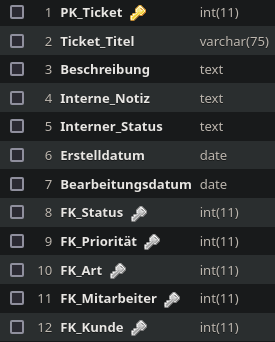 1 PK_Ticket int(11)
2 Ticket_Titel varchar(75)
3 Beschreibung text
4 Interne_Notiz text
5 Interner_Status text
6 Erstelldatum date
7 Bearbeitungsdatum date
8 FK_Status int(11)
9 FK_Priorität int(11)
10 FK_Art int(11)
11 FK_Mitarbeiter int(11)
12 FK_Kunde int(11)